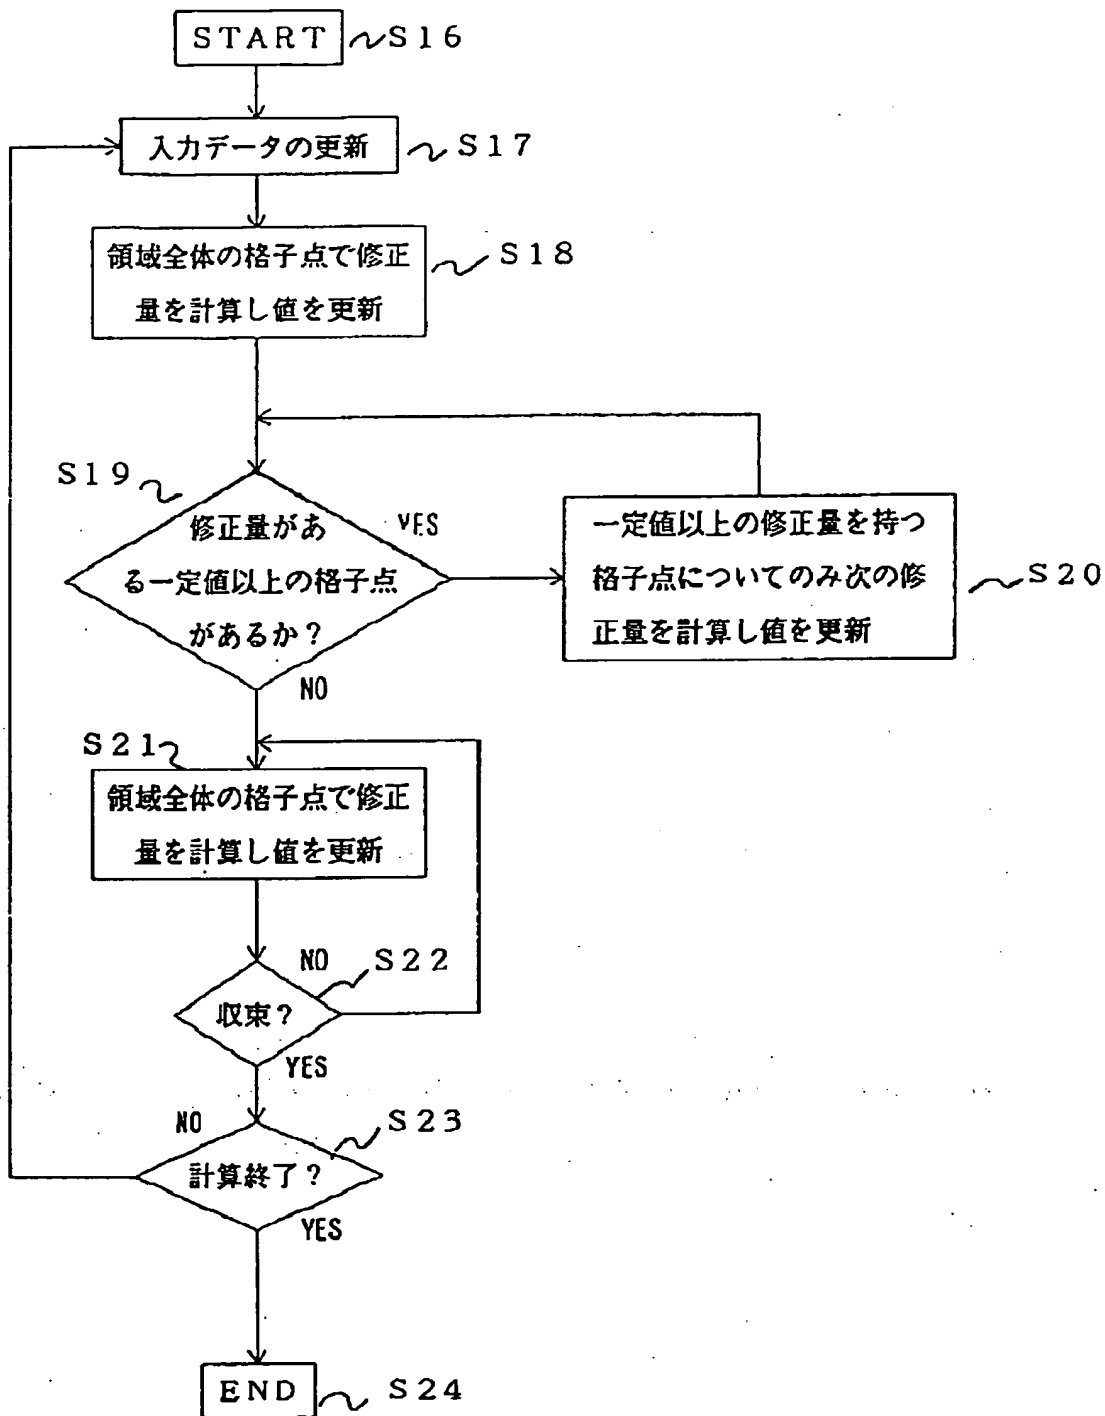 START S16
入力データの更新 S17
領域全体の格子点で修正 S18
量を計算し値を更新
S19
修正量があ YES
る一定値以上の格子点
があるか?
NO
一定値以上の修正量を持つ
格子点についてのみ次の修 S20
正量を計算し値を更新
S21
領域全体の格子点で修正
量を計算し値を更新
NO S22
収束?
YES
NO S23
計算終了?
YES
END S24